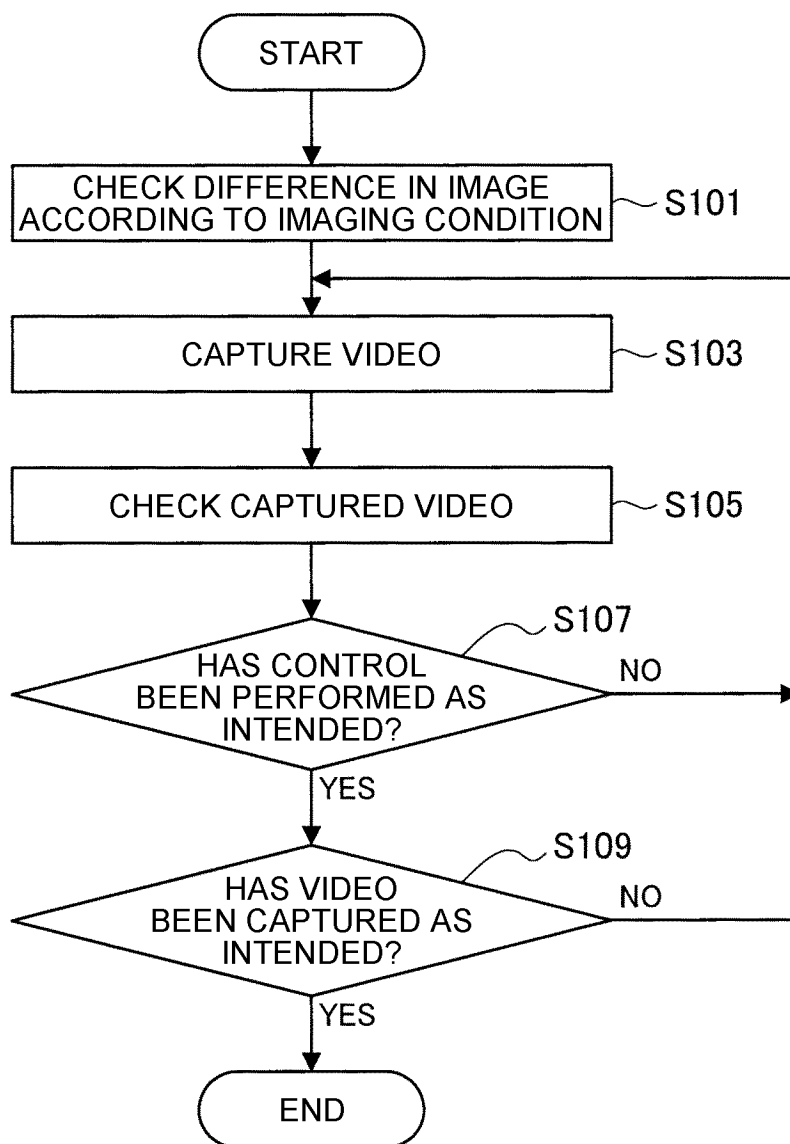 START
CHECK DIFFERENCE IN IMAGE
ACCORDING TO IMAGING CONDITION
S101
CAPTURE VIDEO
S103
CHECK CAPTURED VIDEO
S105
S107
HAS CONTROL
BEEN PERFORMED AS
INTENDED?
NO
YES
S109
HAS VIDEO
BEEN CAPTURED AS
INTENDED?
NO
YES
END